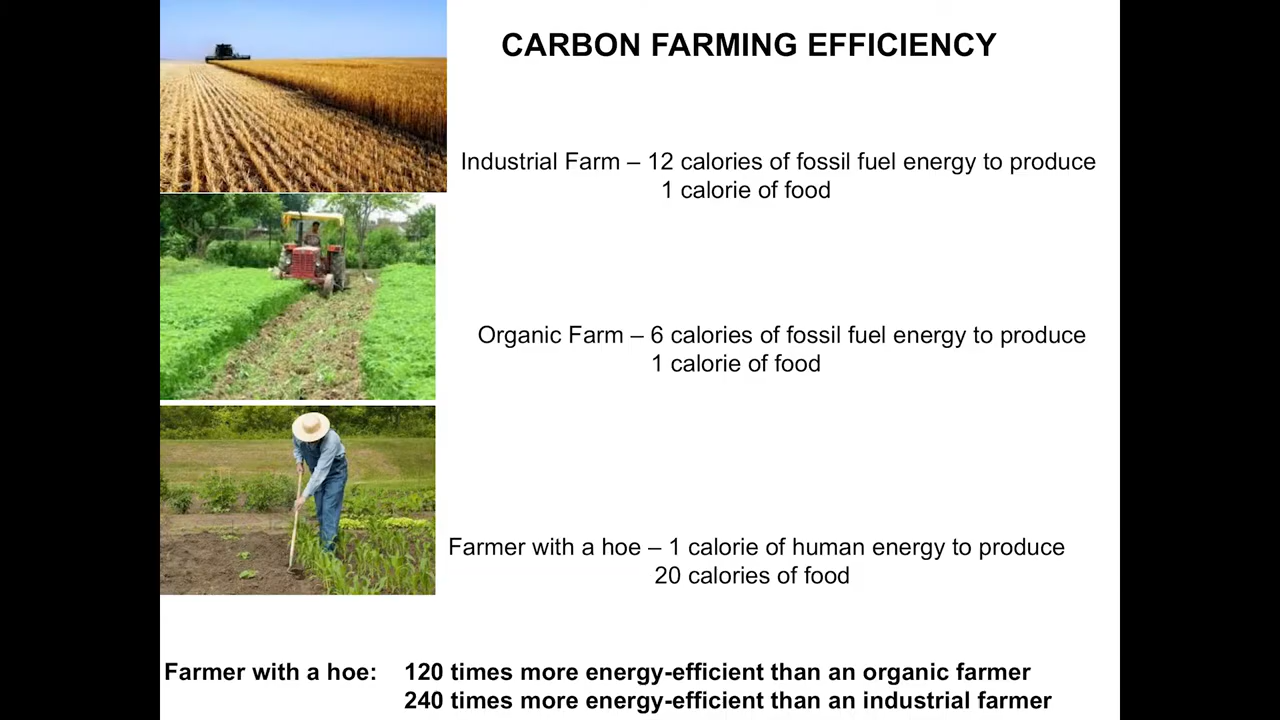 CARBON FARMING EFFICIENCY
Industrial Farm – 12 calories of fossil fuel energy to produce
1 calorie of food
Organic Farm – 6 calories of fossil fuel energy to produce
1 calorie of food
Farmer with a hoe – 1 calorie of human energy to produce
20 calories of food
Farmer with a hoe: 120 times more energy-efficient than an organic farmer
240 times more energy-efficient than an industrial farmer